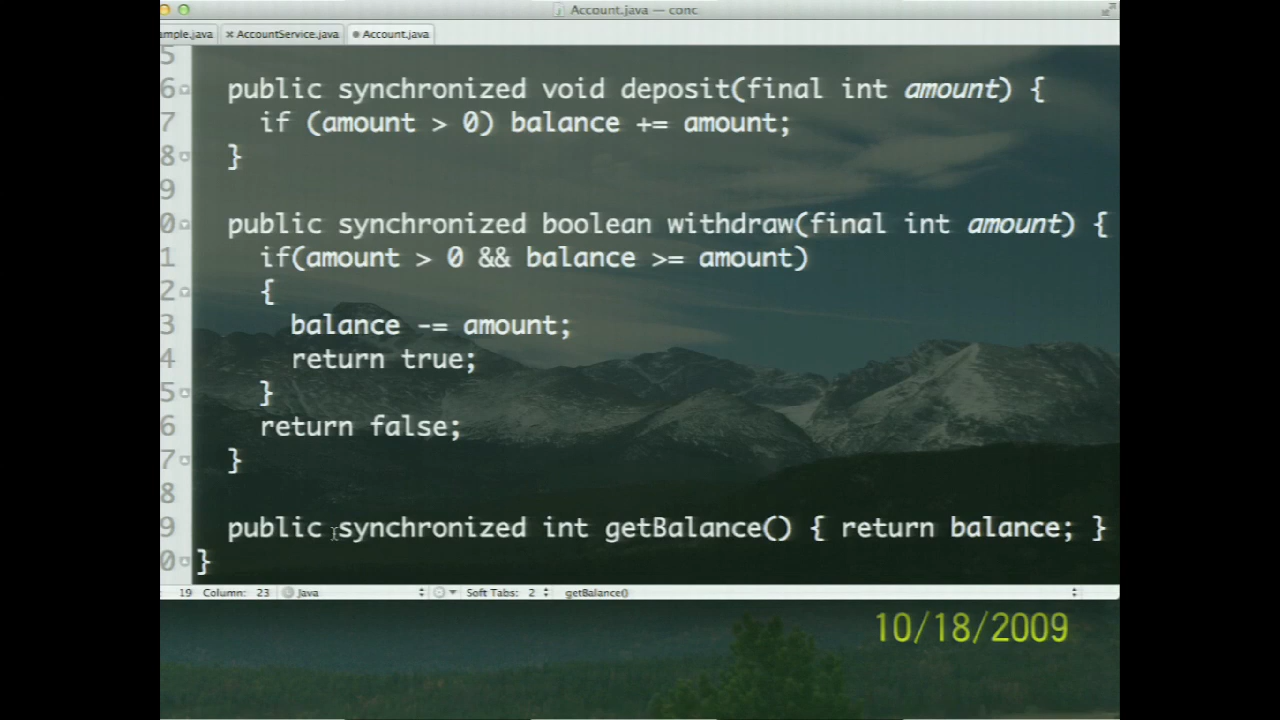 Account.java — conc
ample.java
AccountService.java
Account.java
5
6 public synchronized void deposit(final int amount) {
7 if (amount > 0) balance += amount;
8 }
9
0 public synchronized boolean withdraw(final int amount) {
1 if(amount > 0 && balance >= amount)
2 {
3 balance -= amount;
4 return true;
5 }
6 return false;
7 }
8
9 public synchronized int getBalance() { return balance; }
0 }
19 Column: 23 Java Soft Tabs: 2 getBalance()
10/18/2009